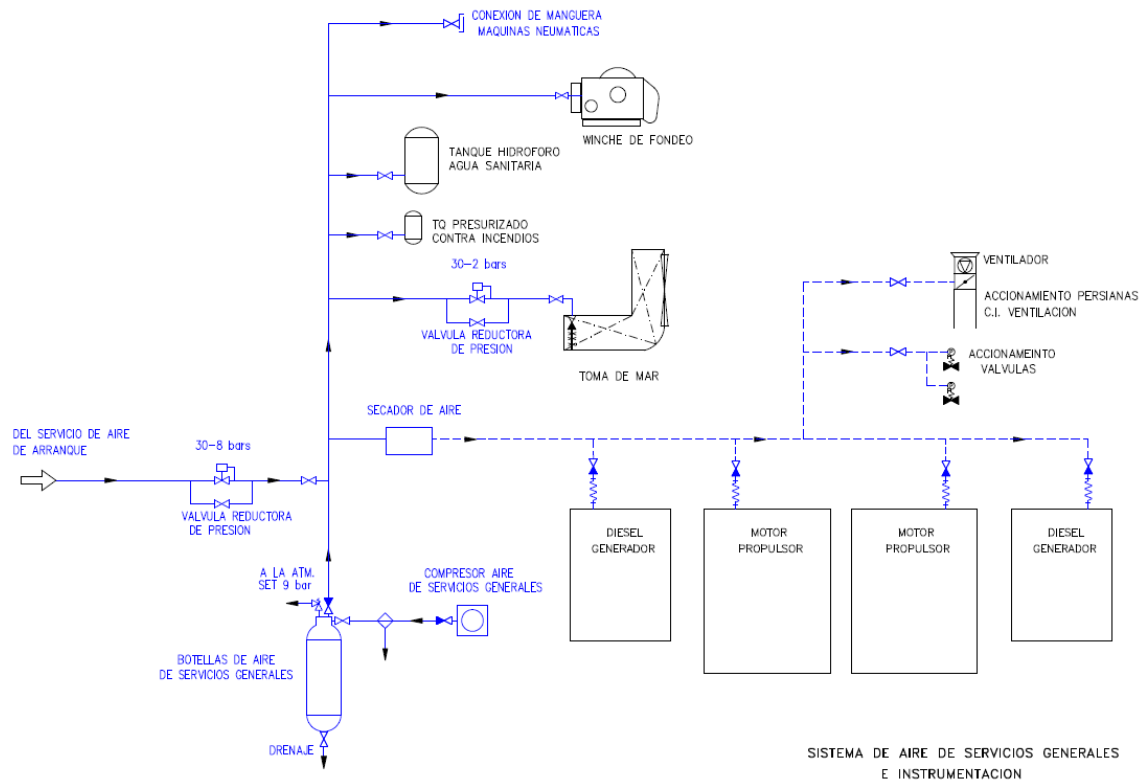 CONEXION DE MANGUERA
MAQUINAS NEUMATICAS
WINCHE DE FONDEO
TANQUE HIDROFORO
AGUA SANITARIA
TQ PRESURIZADO
CONTRA INCENDIOS
30-2 bars
VALVULA REDUCTORA
DE PRESION
TOMA DE MAR
VENTILADOR
ACCIONAMIENTO PERSIANAS
C.I. VENTILACION
ACCIONAMEINTO
VALVULAS
SECADOR DE AIRE
DEL SERVICIO DE AIRE
DE ARRANQUE
30-8 bars
VALVULA REDUCTORA
DE PRESION
DIESEL
GENERADOR
MOTOR
PROPULSOR
MOTOR
PROPULSOR
DIESEL
GENERADOR
A LA ATM.
SET 9 bar
COMPRESOR AIRE
DE SERVICIOS GENERALES
BOTELLAS DE AIRE
DE SERVICIOS GENERALES
DRENAJE
SISTEMA DE AIRE DE SERVICIOS GENERALES
E INSTRUMENTACION